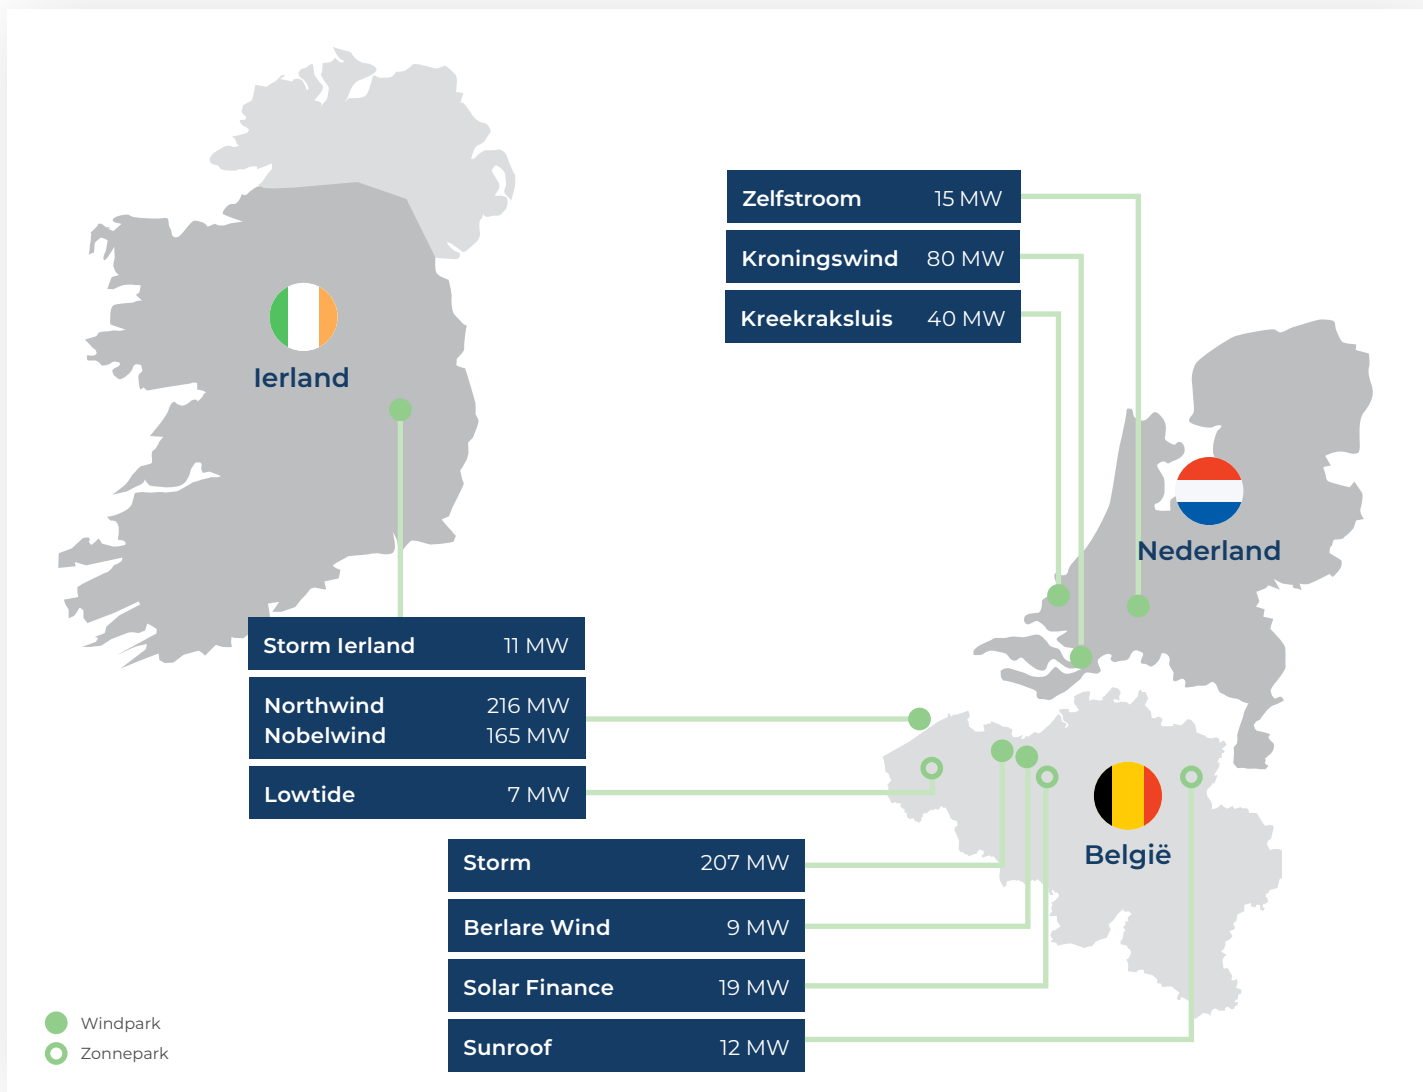 Zelfstroom 15 MW
Kroningswind 80 MW
Kreekraksluis 40 MW
Ierland
Nederland
Storm Ierland 11 MW
Northwind 216 MW
Nobelwind 165 MW
Lowtide 7 MW
België
Storm 207 MW
Berlare Wind 9 MW
Solar Finance 19 MW
Sunroof 12 MW
Windpark
Zonnepark